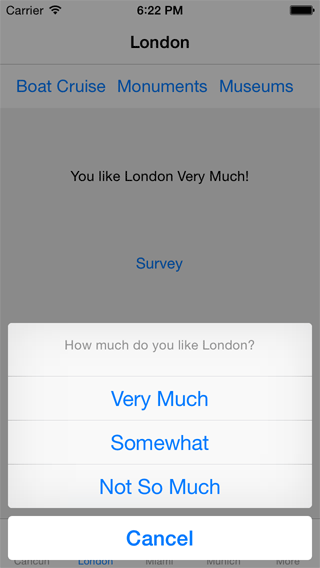 Carrier 6:22 PM
London
Boat Cruise Monuments Museums
You like London Very Much!
Survey
How much do you like London?
Very Much
Somewhat
Not So Much
Cancel
Cancun London Miami Munich More